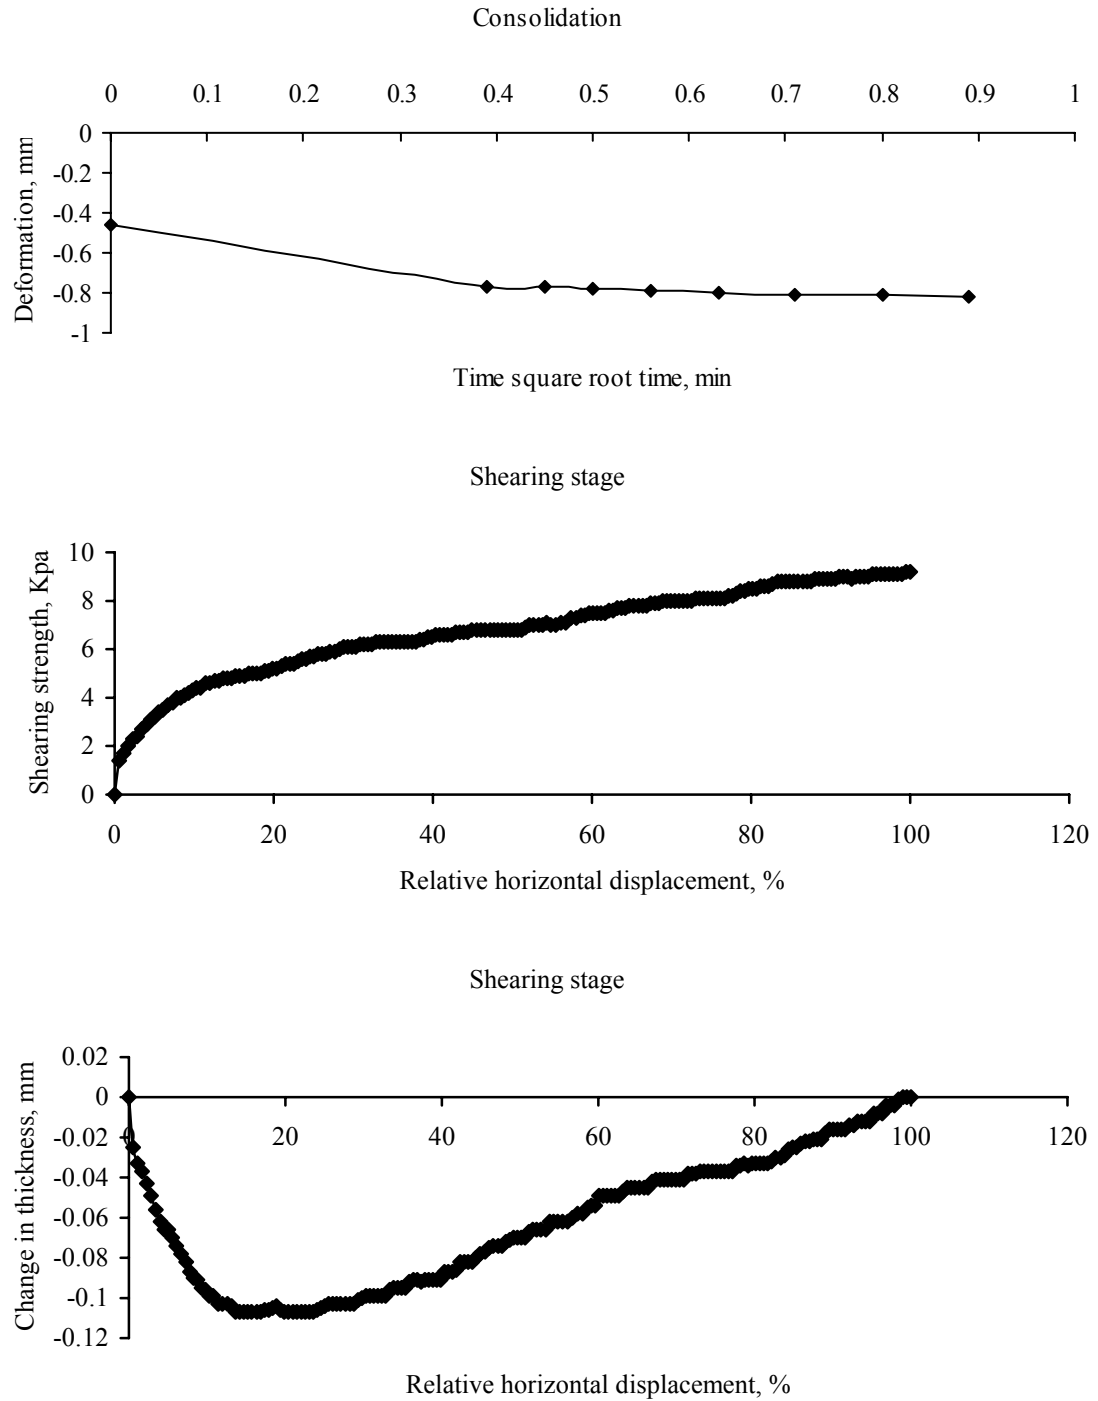 Consolidation
0 0.1 0.2 0.3 0.4 0.5 0.6 0.7 0.8 0.9 1
0
-0.2
-0.4
-0.6
-0.8
-1
Deformation, mm
Time square root time, min
Shearing stage
10
8
6
4
2
0
Shearing strength, Kpa
0 20 40 60 80 100 120
Relative horizontal displacement, %
Shearing stage
0.02
0
-0.02
-0.04
-0.06
-0.08
-0.1
-0.12
Change in thickness, mm
0 20 40 60 80 100 120
Relative horizontal displacement, %